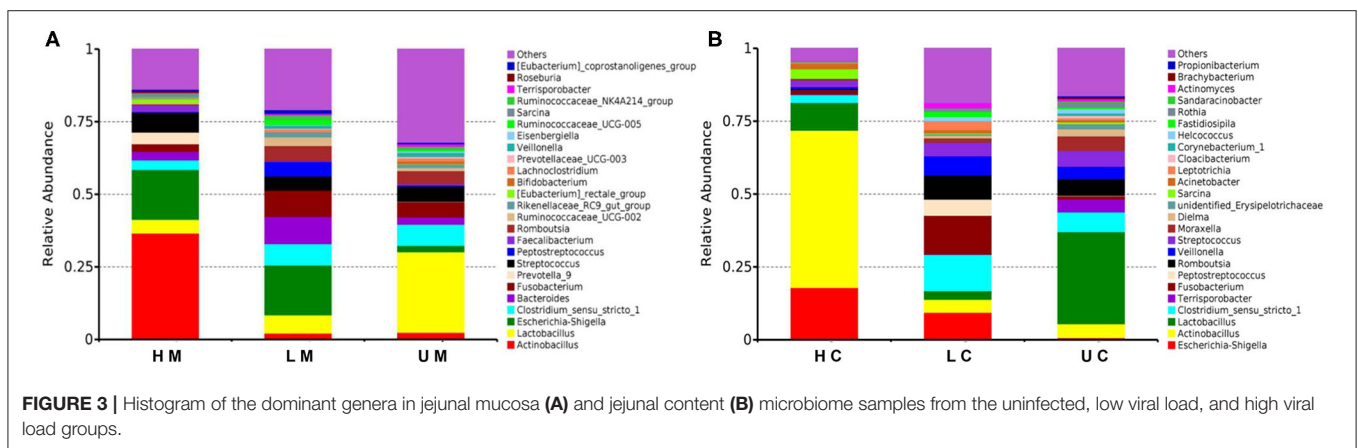 A
Relative Abundance
1
0.75
0.5
0.25
0
H M
L M
U M
Others
[Eubacterium]_coprostanoligenes_group
Roseburia
Terrisporobacter
Ruminococcaceae_NK4A214_group
Sarcina
Ruminococcaceae_UCG-005
Eisenbergiella
Veillonella
Prevotellaceae_UCG-003
Lachnoclostridium
Bifidobacterium
[Eubacterium]_rectale_group
Rikenellaceae_RC9_gut_group
Ruminococcaceae_UCG-002
Romboutsia
Faecalibacterium
Peptostreptococcus
Streptococcus
Prevotella_9
Fusobacterium
Bacteroides
Clostridium_sensu_stricto_1
Escherichia-Shigella
Lactobacillus
Actinobacillus
B
Relative Abundance
1
0.75
0.5
0.25
0
H C
L C
U C
Others
Propionibacterium
Brachybacterium
Actinomyces
Sandaracinobacter
Rothia
Fastidiosipila
Helcococcus
Corynebacterium_1
Cloacibacterium
Leptotrichia
Acinetobacter
Sarcina
unidentified_Erysipelotrichaceae
Dielma
Moraxella
Streptococcus
Veillonella
Romboutsia
Peptostreptococcus
Fusobacterium
Terrisporobacter
Clostridium_sensu_stricto_1
Lactobacillus
Actinobacillus
Escherichia-Shigella
FIGURE 3 | Histogram of the dominant genera in jejunal mucosa (A) and jejunal content (B) microbiome samples from the uninfected, low viral load, and high viral
load groups.